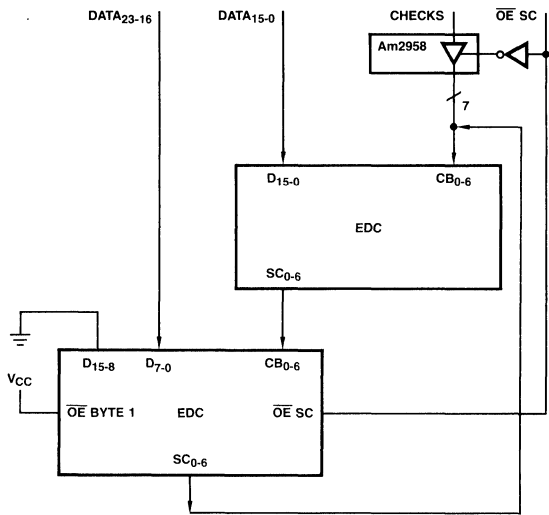 DATA23-16
DATA15-0
CHECKS
OE SC
Am2958
7
D15-0
CB0-6
EDC
SC0-6
D15-8
D7-0
CB0-6
VCC
OE BYTE 1
EDC
OE SC
SC0-6